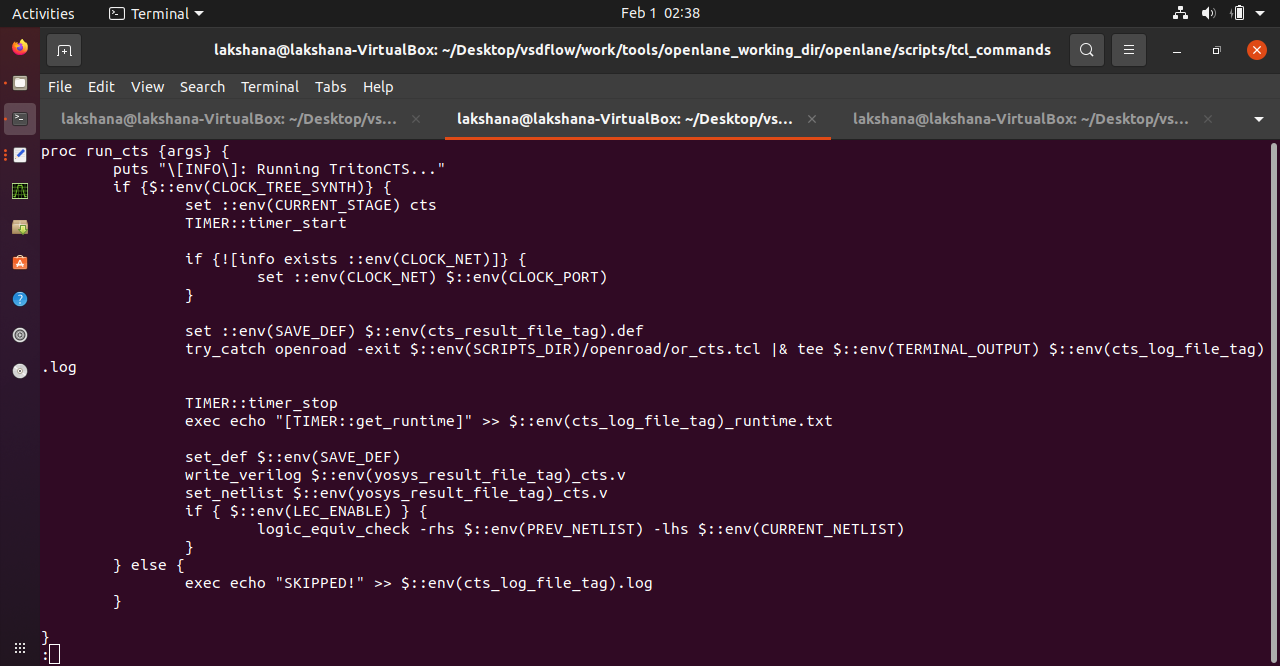 Activities
Terminal
Feb 1 02:38
lakshana@lakshana-VirtualBox: ~/Desktop/vsdflow/work/tools/openlane_working_dir/openlane/scripts/tcl_commands
File Edit View Search Terminal Tabs Help
lakshana@lakshana-VirtualBox: ~/Desktop/vs...
lakshana@lakshana-VirtualBox: ~/Desktop/vs...
lakshana@lakshana-VirtualBox: ~/Desktop/vs...
proc run_cts {args} {
        puts "\[INFO\]: Running TritonCTS..."
        if {$::env(CLOCK_TREE_SYNTH)} {
                set ::env(CURRENT_STAGE) cts
                TIMER::timer_start

                if {![info exists ::env(CLOCK_NET)]} {
                        set ::env(CLOCK_NET) $::env(CLOCK_PORT)
                }

                set ::env(SAVE_DEF) $::env(cts_result_file_tag).def
                try_catch openroad -exit $::env(SCRIPTS_DIR)/openroad/or_cts.tcl |& tee $::env(TERMINAL_OUTPUT) $::env(cts_log_file_tag)
.log

                TIMER::timer_stop
                exec echo "[TIMER::get_runtime]" >> $::env(cts_log_file_tag)_runtime.txt

                set_def $::env(SAVE_DEF)
                write_verilog $::env(yosys_result_file_tag)_cts.v
                set_netlist $::env(yosys_result_file_tag)_cts.v
                if { $::env(LEC_ENABLE) } {
                        logic_equiv_check -rhs $::env(PREV_NETLIST) -lhs $::env(CURRENT_NETLIST)
                }
        } else {
                exec echo "SKIPPED!" >> $::env(cts_log_file_tag).log
        }

}
: